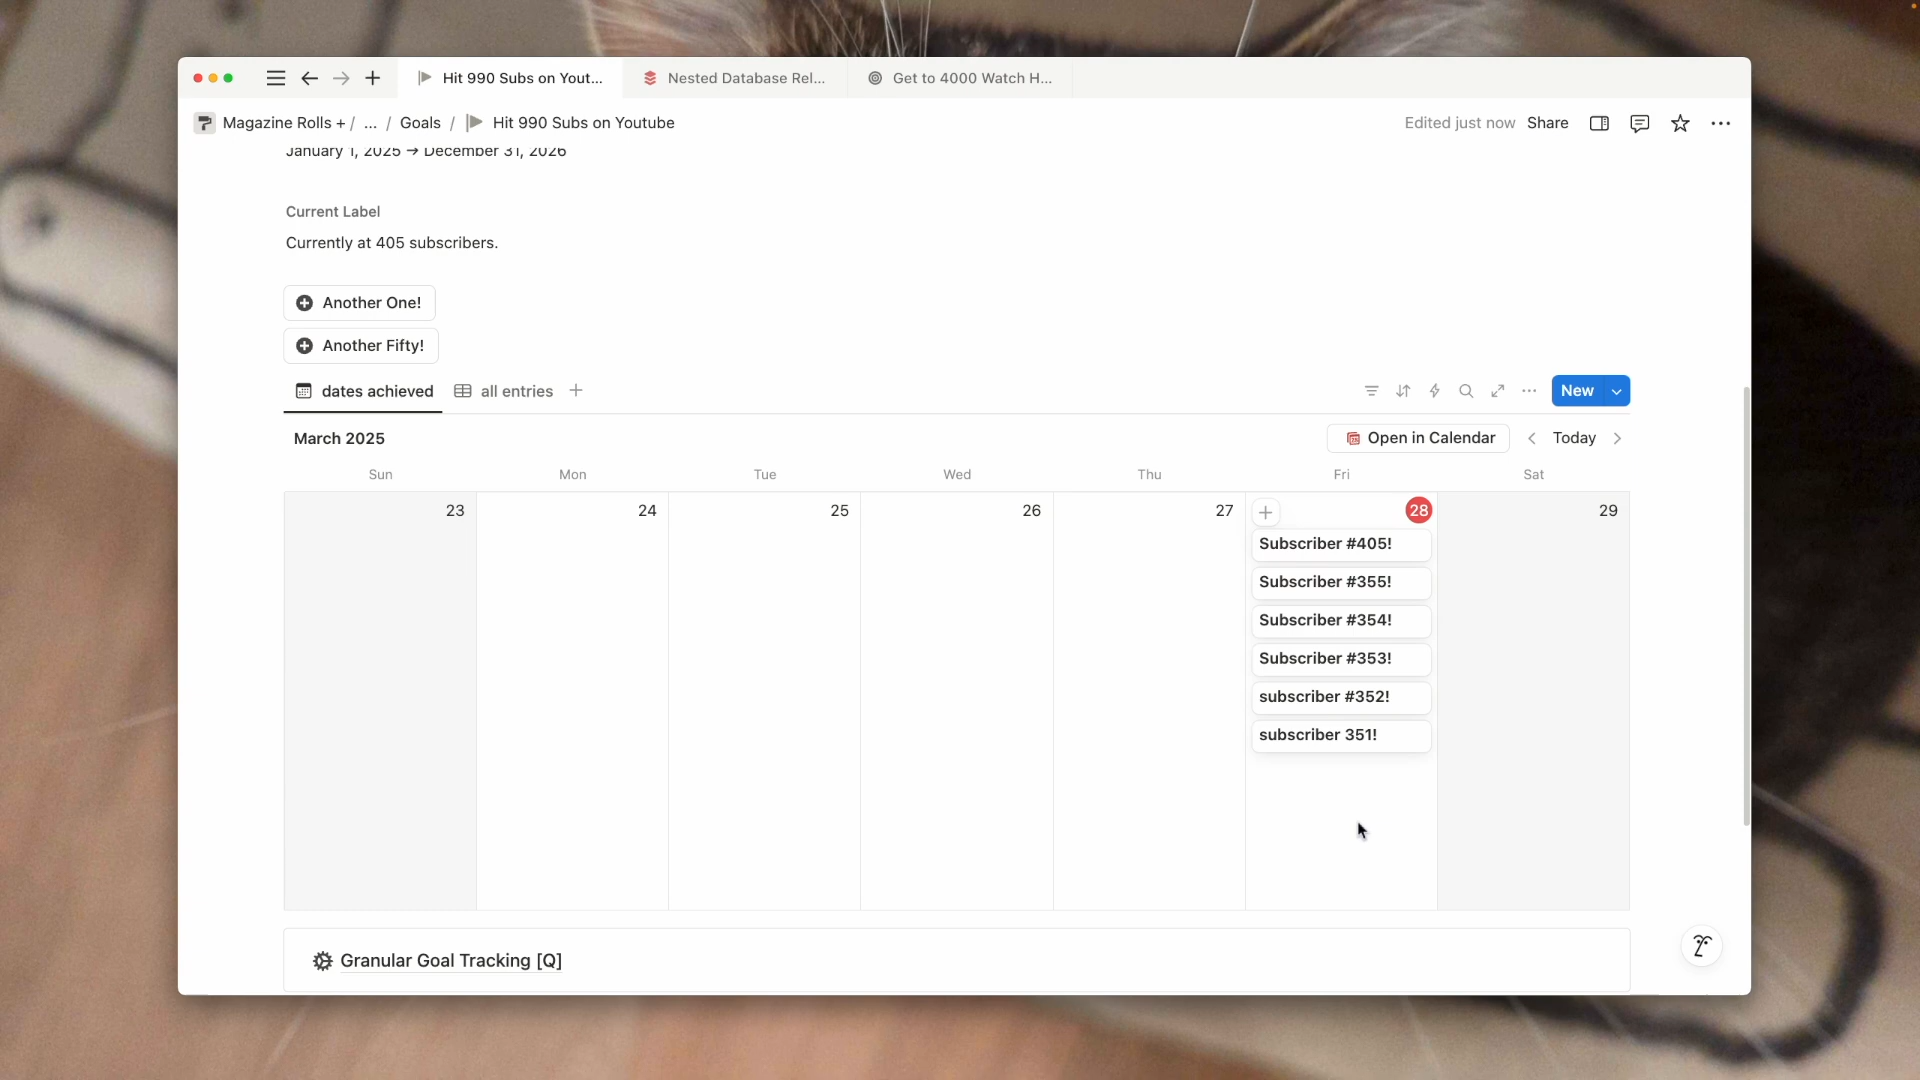 Hit 990 Subs on Yout...
Nested Database Rel...
Get to 4000 Watch H...
Magazine Rolls + / ... / Goals / Hit 990 Subs on Youtube
Edited just now Share
January 1, 2025 → December 31, 2026
Current Label
Currently at 405 subscribers.
Another One!
Another Fifty!
dates achieved all entries
New
March 2025
Open in Calendar
Today
Sun Mon Tue Wed Thu Fri Sat
23 24 25 26 27 28 29
Subscriber #405!
Subscriber #355!
Subscriber #354!
Subscriber #353!
subscriber #352!
subscriber 351!
Granular Goal Tracking [Q]